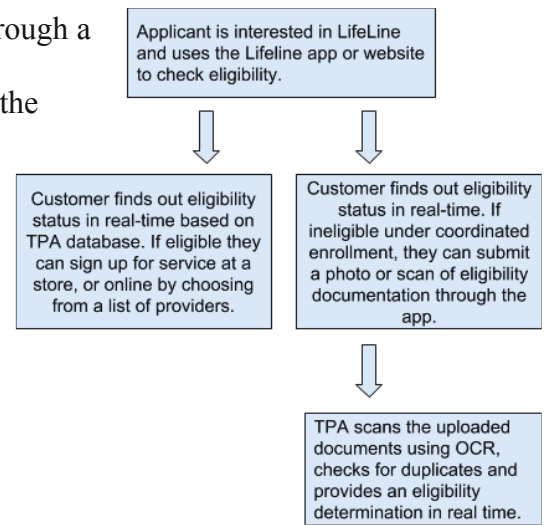 rough a
the
Applicant is interested in LifeLine
and uses the Lifeline app or website
to check eligibility.
Customer finds out eligibility
status in real-time based on
TPA database. If eligible they
can sign up for service at a
store, or online by choosing
from a list of providers.
Customer finds out eligibility
status in real-time. If
ineligible under coordinated
enrollment, they can submit
a photo or scan of eligibility
documentation through the
app.
TPA scans the uploaded
documents using OCR,
checks for duplicates and
provides an eligibility
determination in real time.